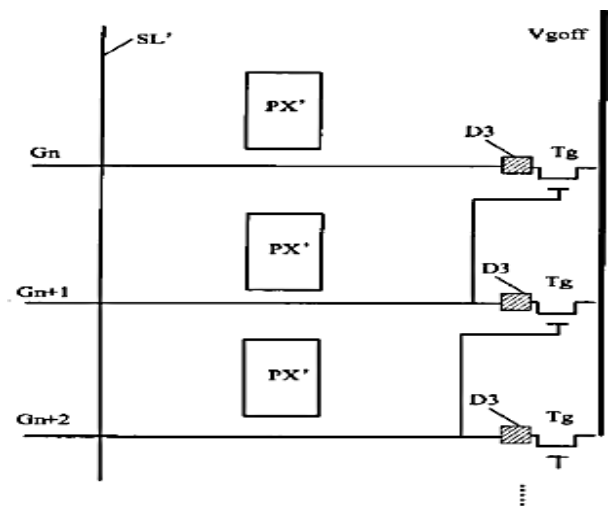 SL'
Vgoff
PX'
D3
Tg
Gn
PX'
D3
Tg
Gn+1
PX'
D3
Tg
Gn+2